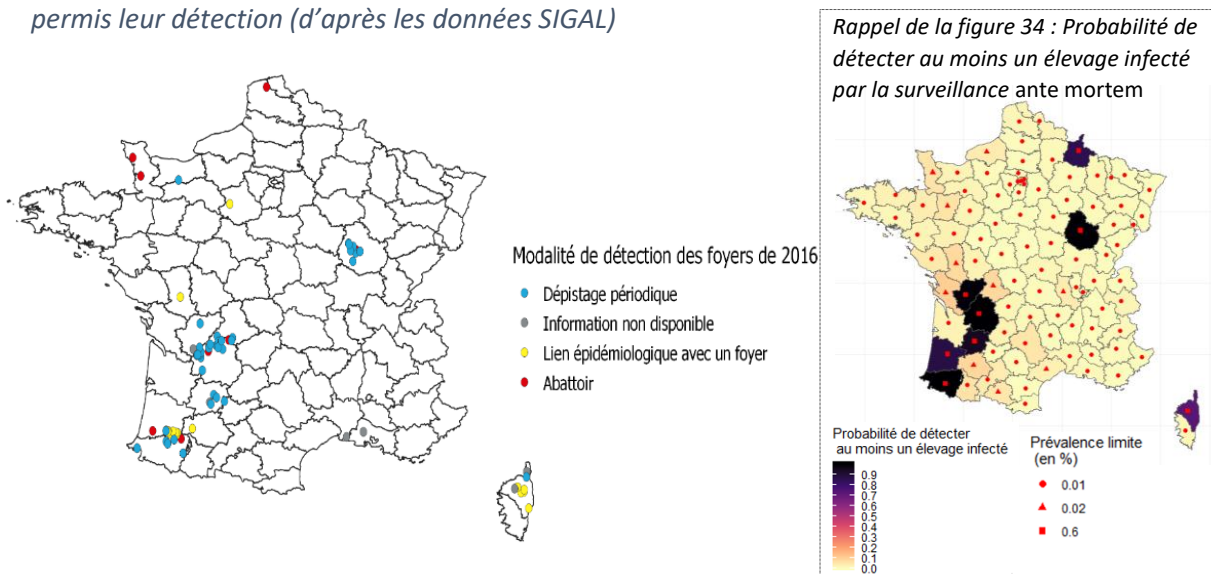 permis leur détection (d’après les données SIGAL)
Modalité de détection des foyers de 2016
Dépistage périodique
Information non disponible
Lien épidémiologique avec un foyer
Abattoir
Rappel de la figure 34 : Probabilité de
détecter au moins un élevage infecté
par la surveillance ante mortem
Probabilité de détecter
au moins un élevage infecté
0.9
0.8
0.7
0.6
0.5
0.4
0.3
0.2
0.1
0.0
Prévalence limite
(en %)
0.01
0.02
0.6